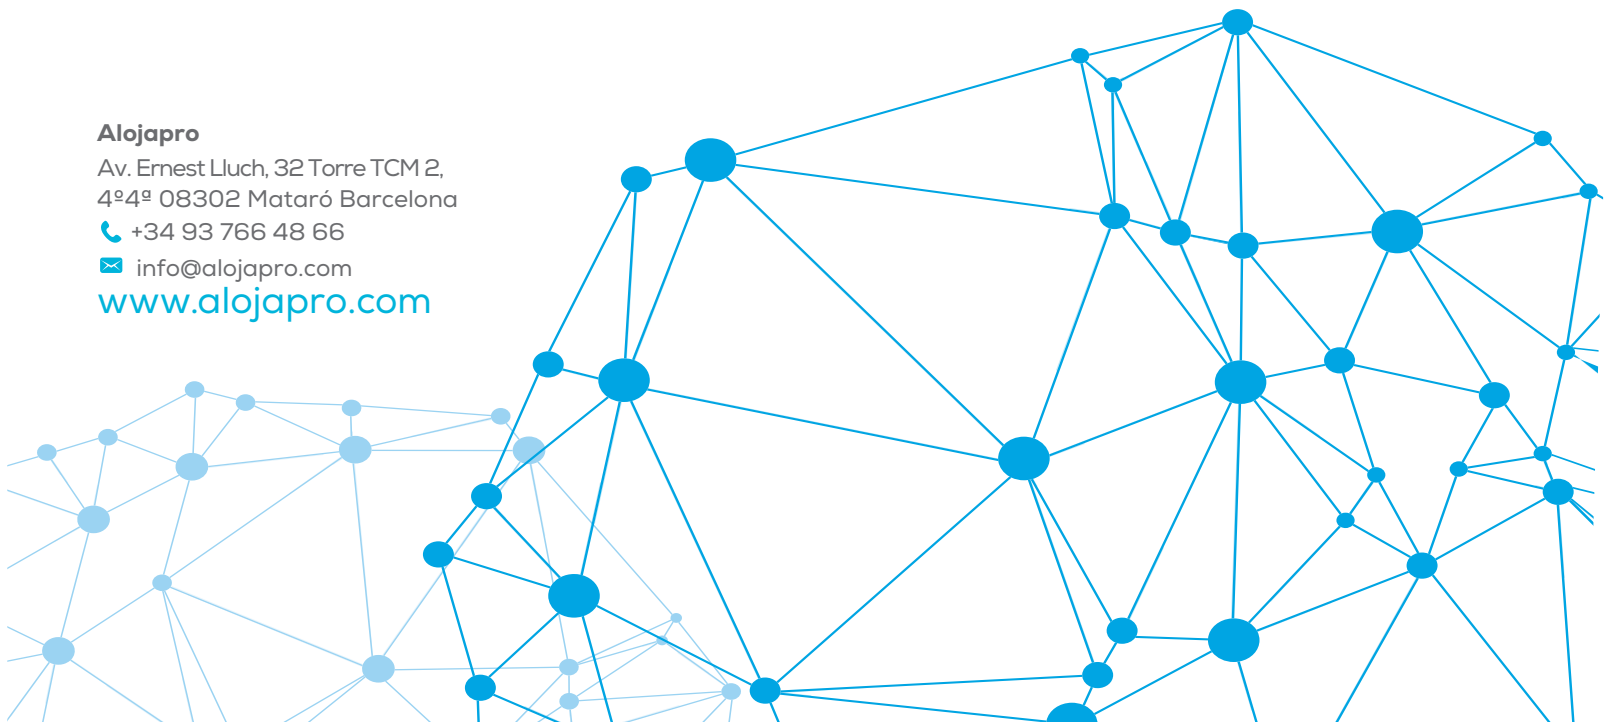 Alojapro
Av. Ernest Lluch, 32 Torre TCM 2,
4º4ª 08302 Mataró Barcelona
+34 93 766 48 66
info@alojapro.com
www.alojapro.com